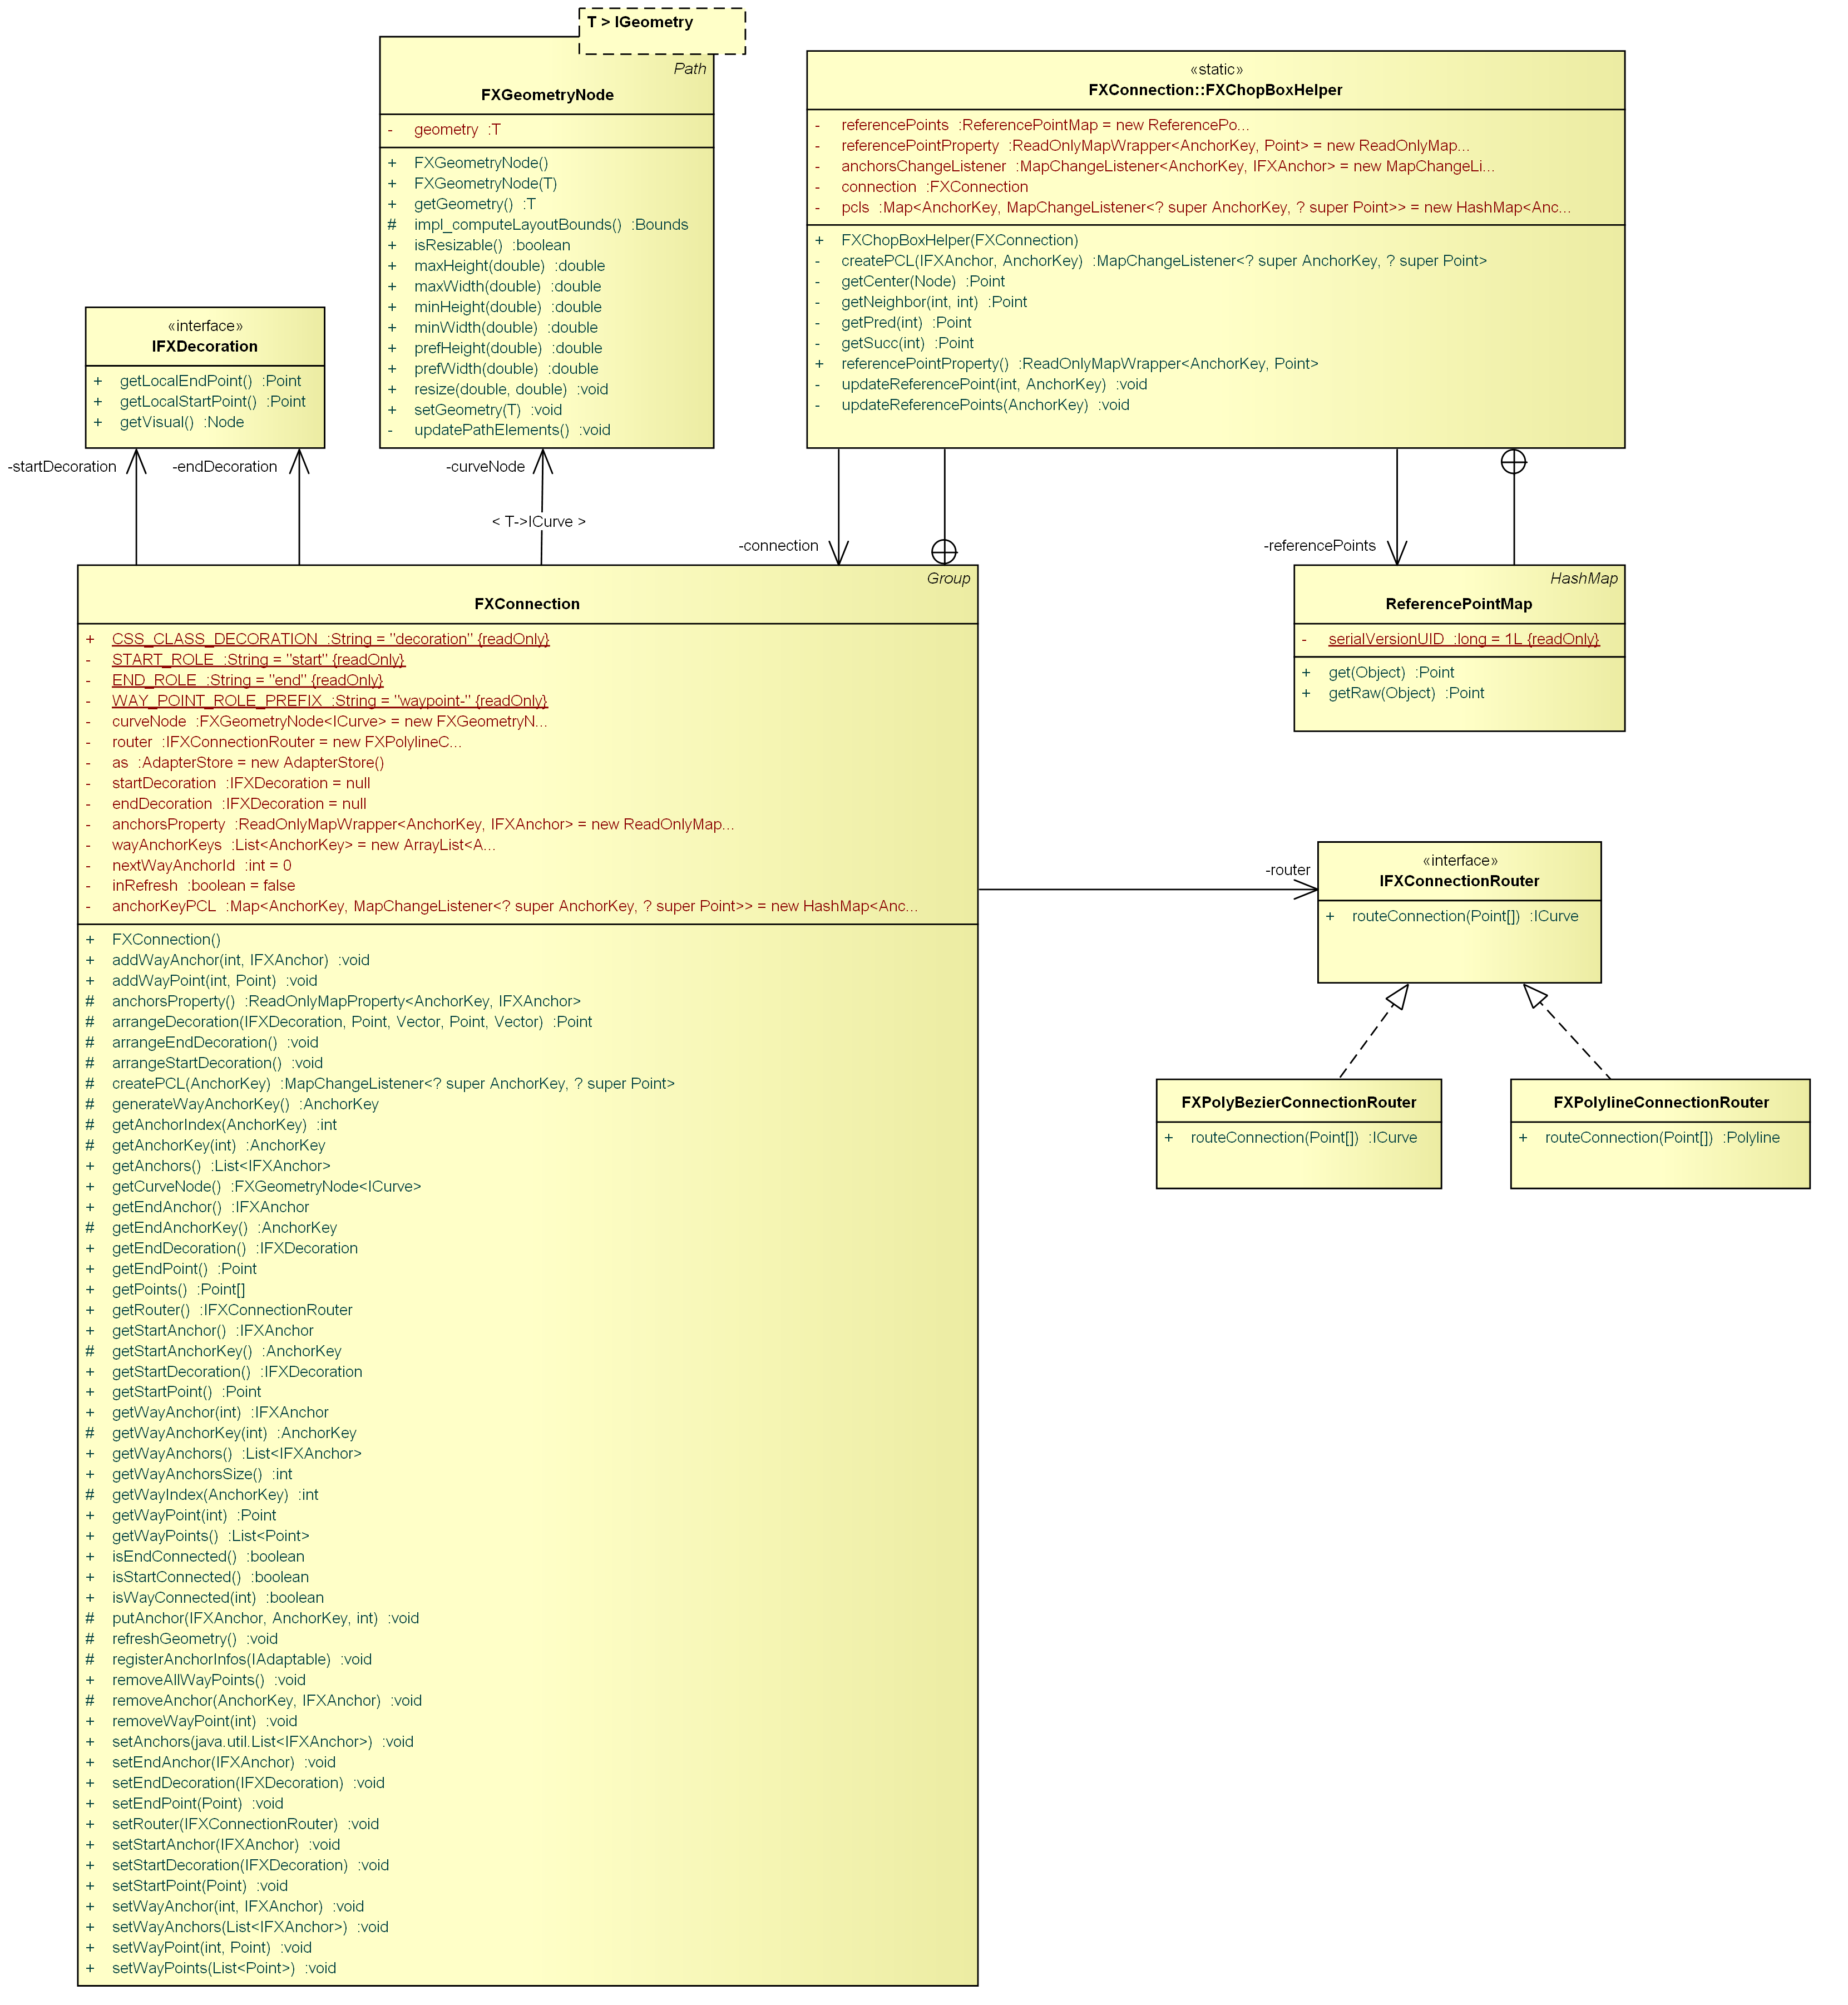 T > IGeometry
Path
FXGeometryNode
- geometry :T
+ FXGeometryNode()
+ FXGeometryNode(T)
+ getGeometry() :T
# impl_computeLayoutBounds() :Bounds
+ isResizable() :boolean
+ maxHeight(double) :double
+ maxWidth(double) :double
+ minHeight(double) :double
+ minWidth(double) :double
+ prefHeight(double) :double
+ prefWidth(double) :double
+ resize(double, double) :void
+ setGeometry(T) :void
- updatePathElements() :void
«static»
FXConnection::FXChopBoxHelper
- referencePoints :ReferencePointMap = new ReferencePo...
- referencePointProperty :ReadOnlyMapWrapper<AnchorKey, Point> = new ReadOnlyMap...
- anchorsChangeListener :MapChangeListener<AnchorKey, IFXAnchor> = new MapChangeLi...
- connection :FXConnection
- pcls :Map<AnchorKey, MapChangeListener<? super AnchorKey, ? super Point>> = new HashMap<Anc...
+ FXChopBoxHelper(FXConnection)
- createPCL(IFXAnchor, AnchorKey) :MapChangeListener<? super AnchorKey, ? super Point>
- getCenter(Node) :Point
- getNeighbor(int, int) :Point
- getPred(int) :Point
- getSucc(int) :Point
+ referencePointProperty() :ReadOnlyMapWrapper<AnchorKey, Point>
- updateReferencePoint(int, AnchorKey) :void
- updateReferencePoints(AnchorKey) :void
«interface»
IFXDecoration
+ getLocalEndPoint() :Point
+ getLocalStartPoint() :Point
+ getVisual() :Node
-startDecoration
-endDecoration
-curveNode
< T->ICurve >
-connection
-referencePoints
Group
FXConnection
+ CSS_CLASS_DECORATION :String = "decoration" {readOnly}
- START_ROLE :String = "start" {readOnly}
- END_ROLE :String = "end" {readOnly}
- WAY_POINT_ROLE_PREFIX :String = "waypoint-" {readOnly}
- curveNode :FXGeometryNode<ICurve> = new FXGeometryN...
- router :IFXConnectionRouter = new FXPolylineC...
- as :AdapterStore = new AdapterStore()
- startDecoration :IFXDecoration = null
- endDecoration :IFXDecoration = null
- anchorsProperty :ReadOnlyMapWrapper<AnchorKey, IFXAnchor> = new ReadOnlyMap...
- wayAnchorKeys :List<AnchorKey> = new ArrayList<A...
- nextWayAnchorId :int = 0
- inRefresh :boolean = false
- anchorKeyPCL :Map<AnchorKey, MapChangeListener<? super AnchorKey, ? super Point>> = new HashMap<Anc...
+ FXConnection()
+ addWayAnchor(int, IFXAnchor) :void
+ addWayPoint(int, Point) :void
# anchorsProperty() :ReadOnlyMapProperty<AnchorKey, IFXAnchor>
# arrangeDecoration(IFXDecoration, Point, Vector, Point, Vector) :Point
# arrangeEndDecoration() :void
# arrangeStartDecoration() :void
# createPCL(AnchorKey) :MapChangeListener<? super AnchorKey, ? super Point>
# generateWayAnchorKey() :AnchorKey
# getAnchorIndex(AnchorKey) :int
# getAnchorKey(int) :AnchorKey
+ getAnchors() :List<IFXAnchor>
+ getCurveNode() :FXGeometryNode<ICurve>
+ getEndAnchor() :IFXAnchor
# getEndAnchorKey() :AnchorKey
+ getEndDecoration() :IFXDecoration
+ getEndPoint() :Point
+ getPoints() :Point[]
+ getRouter() :IFXConnectionRouter
+ getStartAnchor() :IFXAnchor
# getStartAnchorKey() :AnchorKey
+ getStartDecoration() :IFXDecoration
+ getStartPoint() :Point
+ getWayAnchor(int) :IFXAnchor
# getWayAnchorKey(int) :AnchorKey
+ getWayAnchors() :List<IFXAnchor>
+ getWayAnchorsSize() :int
# getWayIndex(AnchorKey) :int
+ getWayPoint(int) :Point
+ getWayPoints() :List<Point>
+ isEndConnected() :boolean
+ isStartConnected() :boolean
+ isWayConnected(int) :boolean
# putAnchor(IFXAnchor, AnchorKey, int) :void
# refreshGeometry() :void
# registerAnchorInfos(IAdaptable) :void
+ removeAllWayPoints() :void
# removeAnchor(AnchorKey, IFXAnchor) :void
+ removeWayPoint(int) :void
+ setAnchors(java.util.List<IFXAnchor>) :void
+ setEndAnchor(IFXAnchor) :void
+ setEndDecoration(IFXDecoration) :void
+ setEndPoint(Point) :void
+ setRouter(IFXConnectionRouter) :void
+ setStartAnchor(IFXAnchor) :void
+ setStartDecoration(IFXDecoration) :void
+ setStartPoint(Point) :void
+ setWayAnchor(int, IFXAnchor) :void
+ setWayAnchors(List<IFXAnchor>) :void
+ setWayPoint(int, Point) :void
+ setWayPoints(List<Point>) :void
HashMap
ReferencePointMap
- serialVersionUID :long = 1L {readOnly}
+ get(Object) :Point
+ getRaw(Object) :Point
-router
«interface»
IFXConnectionRouter
+ routeConnection(Point[]) :ICurve
FXPolyBezierConnectionRouter
+ routeConnection(Point[]) :ICurve
FXPolylineConnectionRouter
+ routeConnection(Point[]) :Polyline